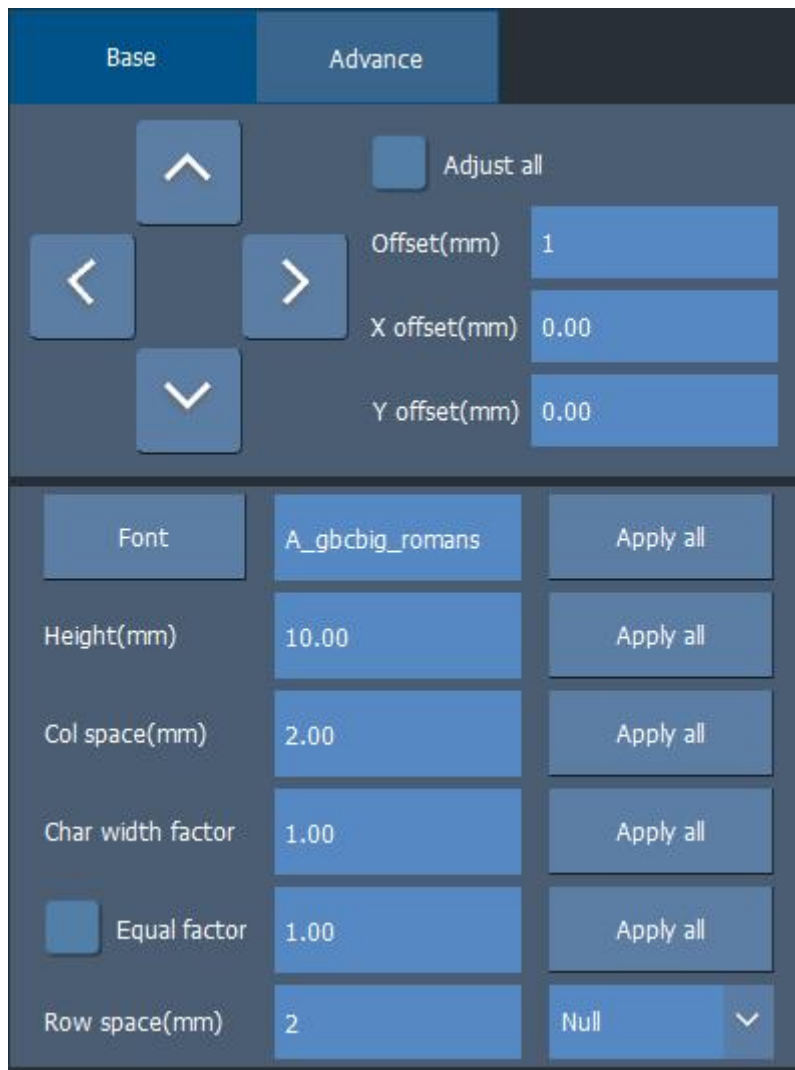 Base Advance
Adjust all
Offset(mm) 1
X offset(mm) 0.00
Y offset(mm) 0.00
Font A_gbcbig_romans Apply all
Height(mm) 10.00 Apply all
Col space(mm) 2.00 Apply all
Char width factor 1.00 Apply all
Equal factor 1.00 Apply all
Row space(mm) 2 Null